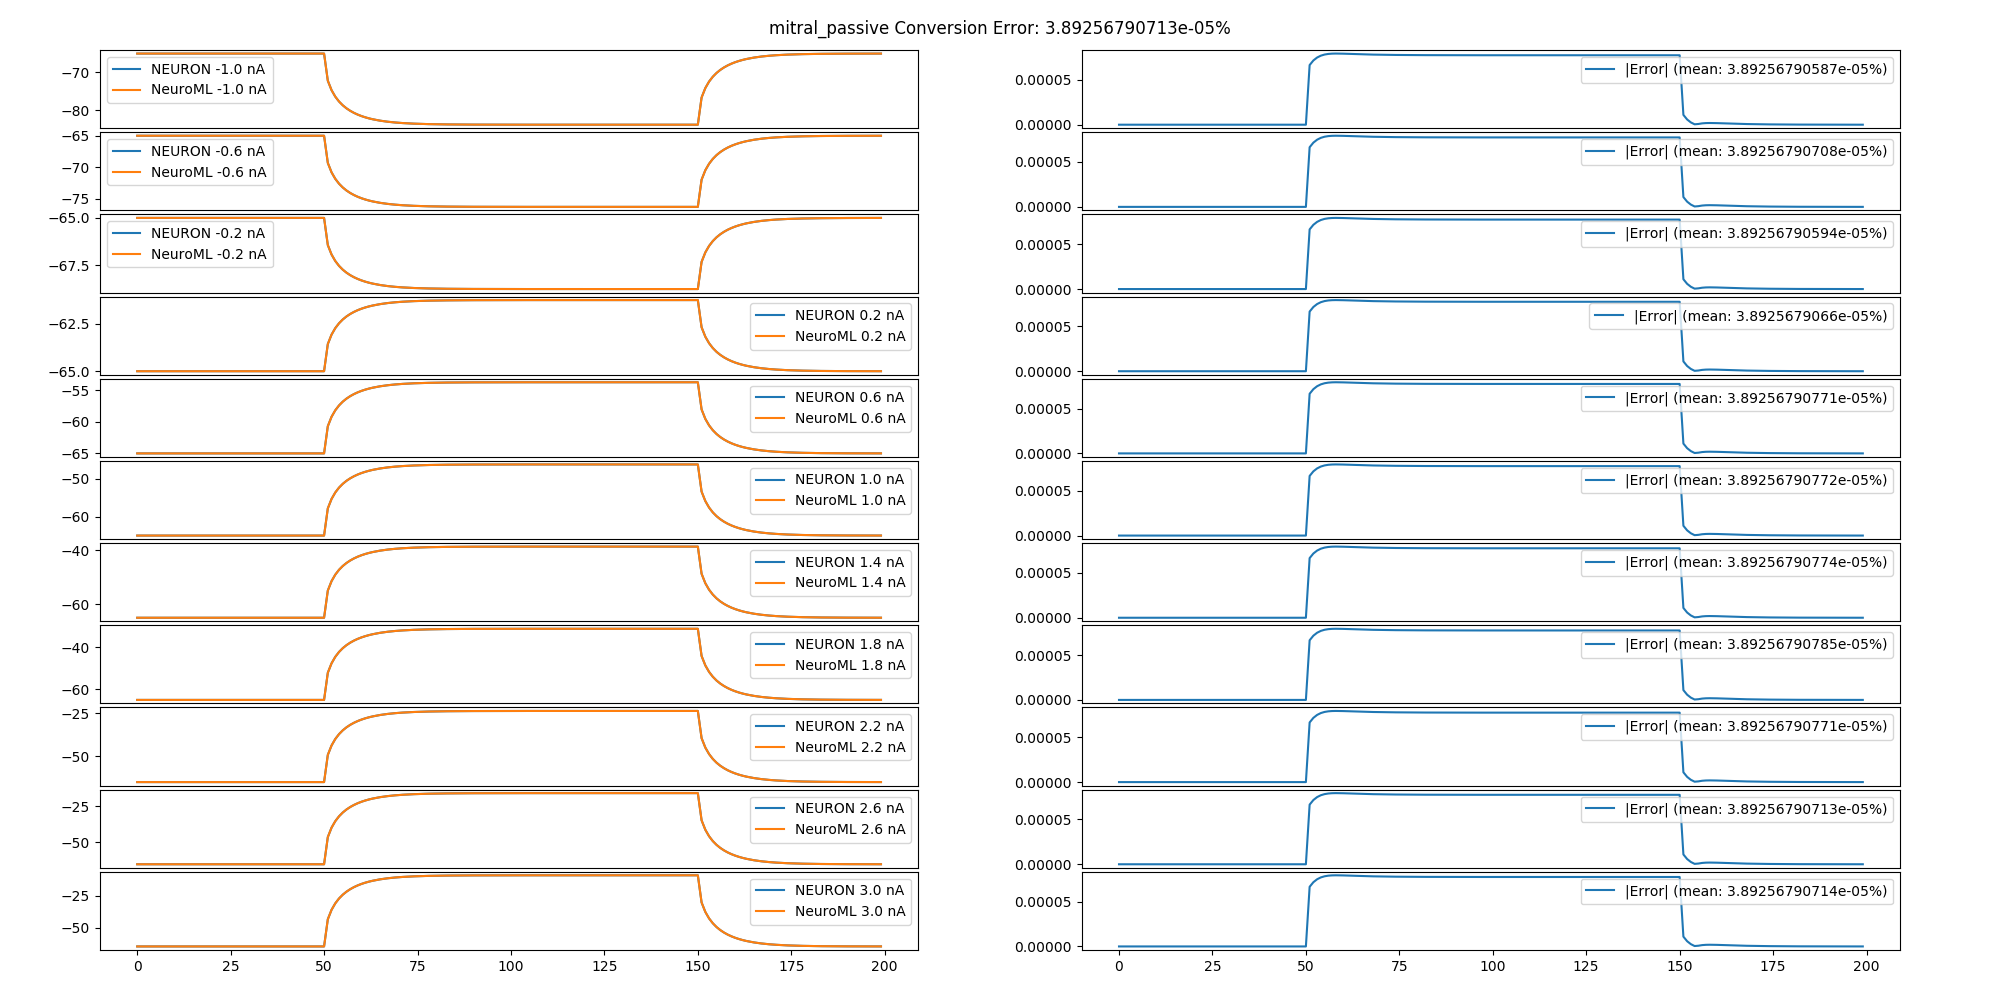 mitral_passive Conversion Error: 3.89256790713e-05%
−70
−80
NEURON -1.0 nA
NeuroML -1.0 nA
0.00005
0.00000
|Error| (mean: 3.89256790587e-05%)
−65
−70
−75
NEURON -0.6 nA
NeuroML -0.6 nA
0.00005
0.00000
|Error| (mean: 3.89256790708e-05%)
−65.0
−67.5
NEURON -0.2 nA
NeuroML -0.2 nA
0.00005
0.00000
|Error| (mean: 3.89256790594e-05%)
−62.5
−65.0
NEURON 0.2 nA
NeuroML 0.2 nA
0.00005
0.00000
|Error| (mean: 3.8925679066e-05%)
−55
−60
−65
NEURON 0.6 nA
NeuroML 0.6 nA
0.00005
0.00000
|Error| (mean: 3.89256790771e-05%)
−50
−60
NEURON 1.0 nA
NeuroML 1.0 nA
0.00005
0.00000
|Error| (mean: 3.89256790772e-05%)
−40
−60
NEURON 1.4 nA
NeuroML 1.4 nA
0.00005
0.00000
|Error| (mean: 3.89256790774e-05%)
−40
−60
NEURON 1.8 nA
NeuroML 1.8 nA
0.00005
0.00000
|Error| (mean: 3.89256790785e-05%)
−25
−50
NEURON 2.2 nA
NeuroML 2.2 nA
0.00005
0.00000
|Error| (mean: 3.89256790771e-05%)
−25
−50
NEURON 2.6 nA
NeuroML 2.6 nA
0.00005
0.00000
|Error| (mean: 3.89256790713e-05%)
−25
−50
NEURON 3.0 nA
NeuroML 3.0 nA
0.00005
0.00000
|Error| (mean: 3.89256790714e-05%)
0 25 50 75 100 125 150 175 200
0 25 50 75 100 125 150 175 200